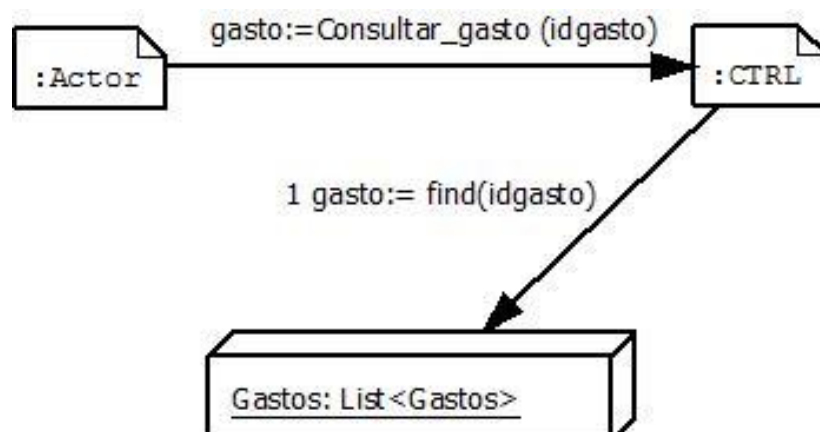 gasto:=Consultar_gasto (idgasto)
:Actor
:CTRL
1 gasto:= find(idgasto)
Gastos: List<Gastos>